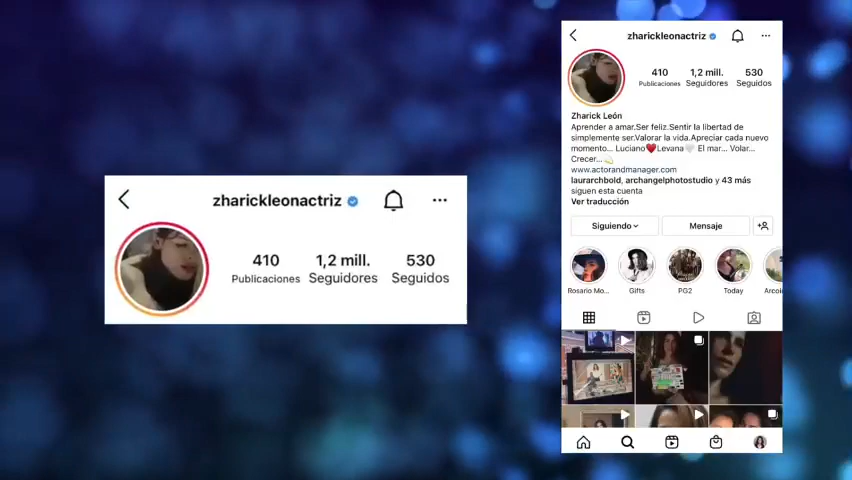 zharickleonactriz
410
1,2 mill.
530
Publicaciones
Seguidores
Seguidos
zharickleonactriz
410
1,2 mill.
530
Publicaciones
Seguidores
Seguidos
Zharick León
Aprender a amar.Ser feliz.Sentir la libertad de
simplemente ser.Valorar la vida.Apreciar cada nuevo
momento... Luciano❤️Levana🤍 El mar... Volar...
Crecer...💫
www.actorandmanager.com
laurarchbold, archangelphotostudio y 43 más
siguen esta cuenta
Ver traducción
Siguiendo
Mensaje
Rosario Mo...
Gifts
PG2
Today
Arcoi